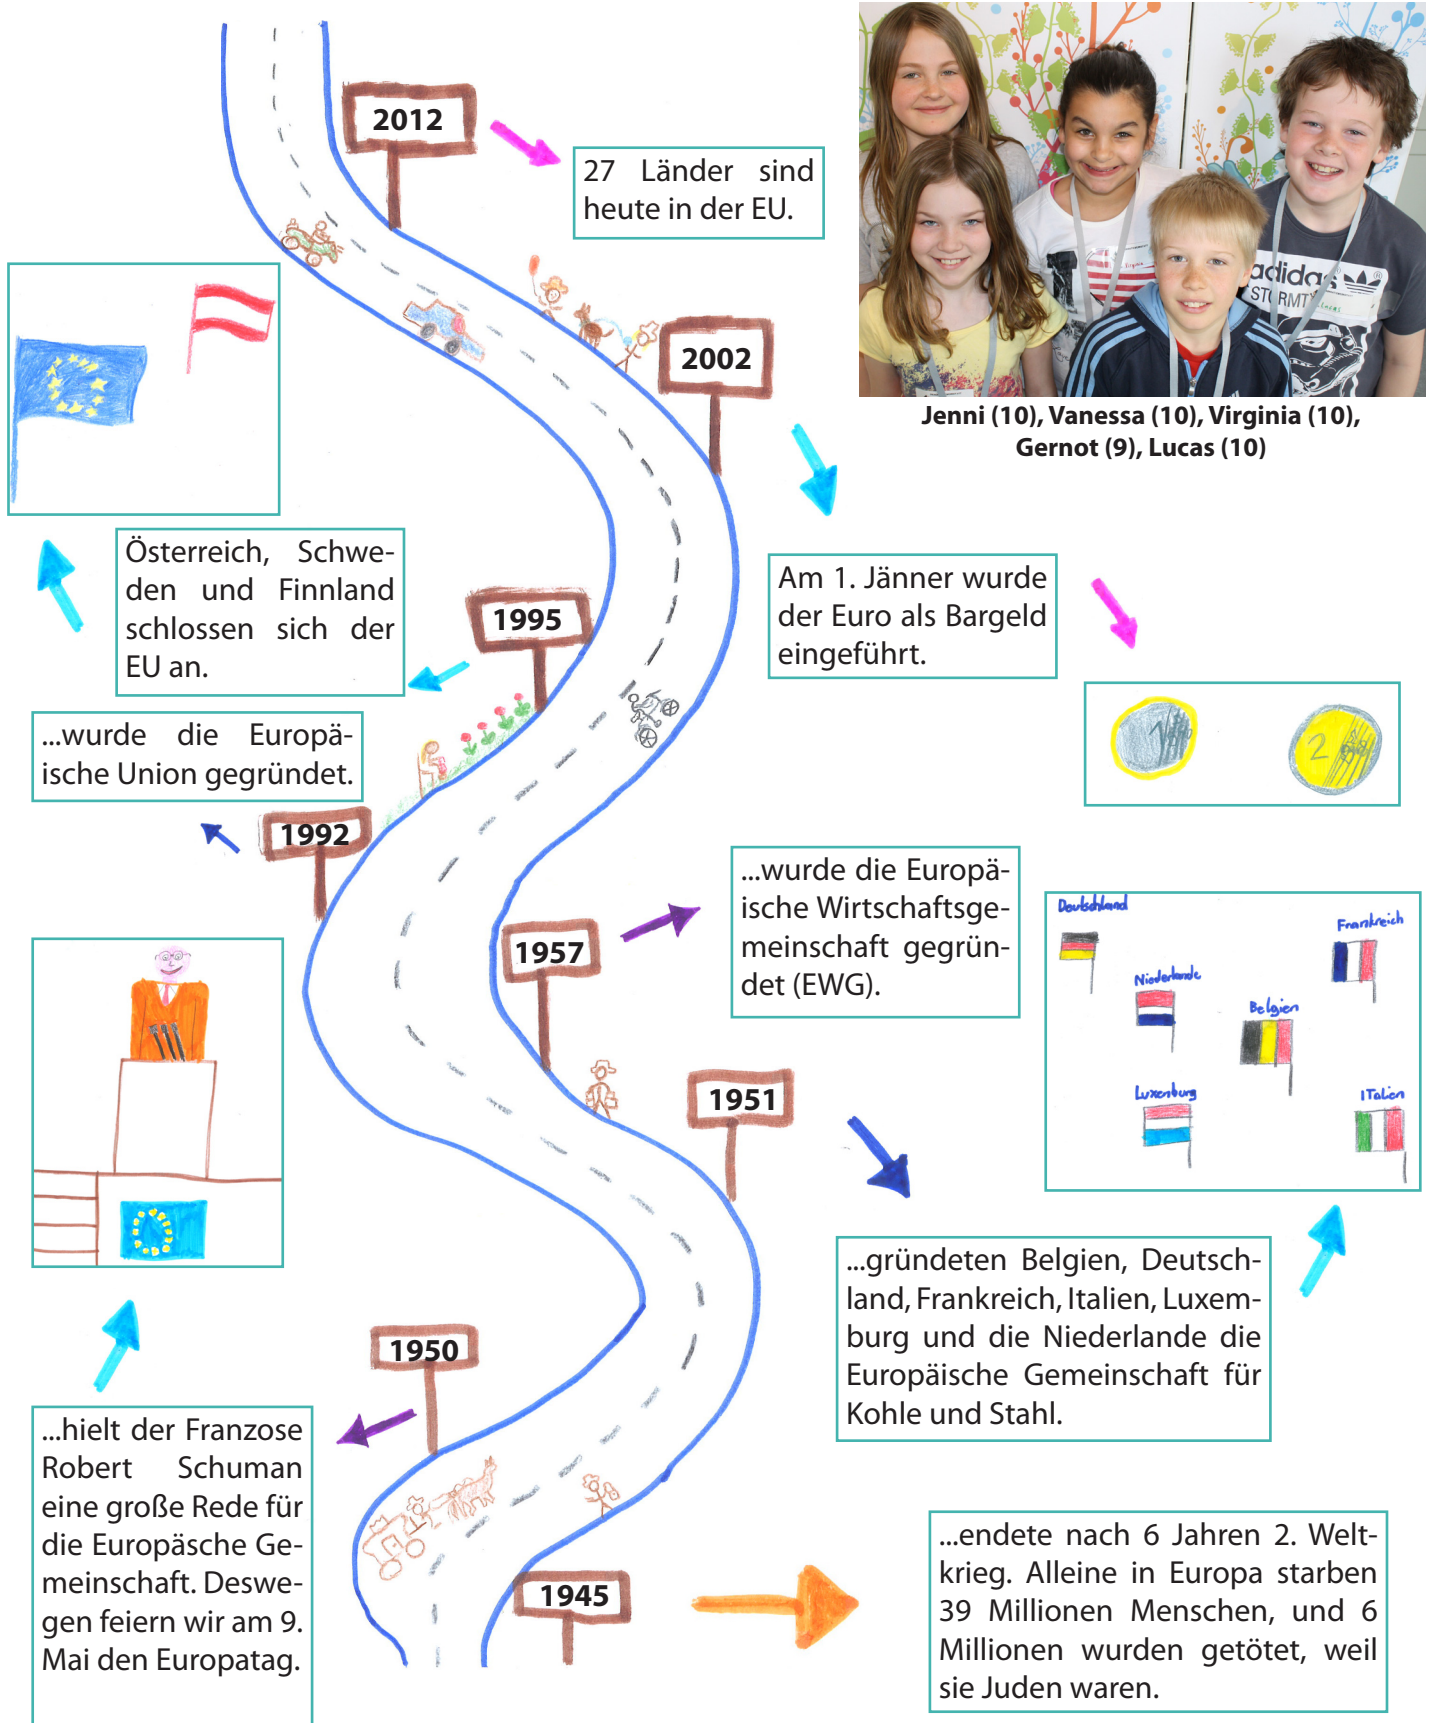 2012
27 Länder sind
heute in der EU.
adidas
STORMT
Virginia
Lucas
Jenni (10), Vanessa (10), Virginia (10),
Gernot (9), Lucas (10)
2002
Am 1. Jänner wurde
der Euro als Bargeld
eingeführt.
1
2
Österreich, Schwe-
den und Finnland
schlossen sich der
EU an.
1995
...wurde die Europä-
ische Union gegründet.
1992
1957
...wurde die Europä-
ische Wirtschaftsge-
meinschaft gegrün-
det (EWG).
Deutschland
Frankreich
Niederlande
Belgien
Luxenburg
ITalien
1951
...gründeten Belgien, Deutsch-
land, Frankreich, Italien, Luxem-
burg und die Niederlande die
Europäische Gemeinschaft für
Kohle und Stahl.
1950
...hielt der Franzose
Robert Schuman
eine große Rede für
die Europäsche Ge-
meinschaft. Deswe-
gen feiern wir am 9.
Mai den Europatag.
1945
...endete nach 6 Jahren 2. Welt-
krieg. Alleine in Europa starben
39 Millionen Menschen, und 6
Millionen wurden getötet, weil
sie Juden waren.